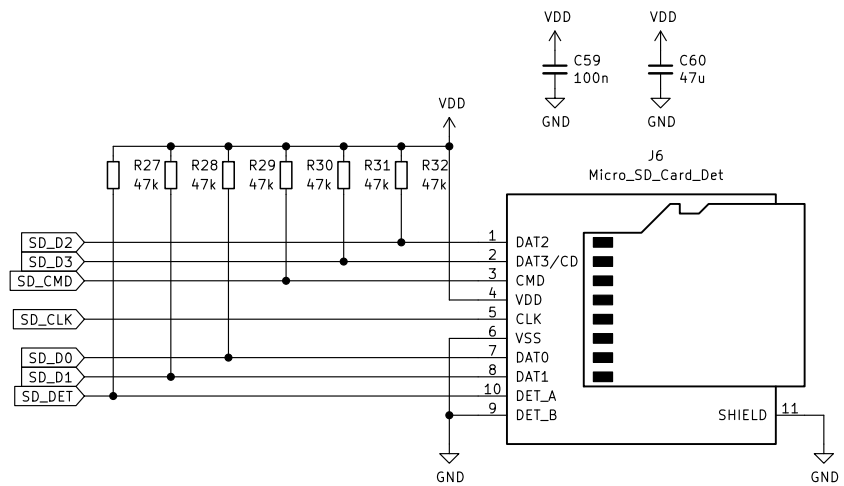 VDD
VDD
C59
100n
C60
47u
GND
GND
VDD
J6
Micro_SD_Card_Det
R27
47k
R28
47k
R29
47k
R30
47k
R31
47k
R32
47k
SD_D2
1
DAT2
SD_D3
2
DAT3/CD
SD_CMD
3
CMD
4
VDD
SD_CLK
5
CLK
6
VSS
SD_D0
7
DAT0
SD_D1
8
DAT1
SD_DET
10
DET_A
9
DET_B
SHIELD
11
GND
GND